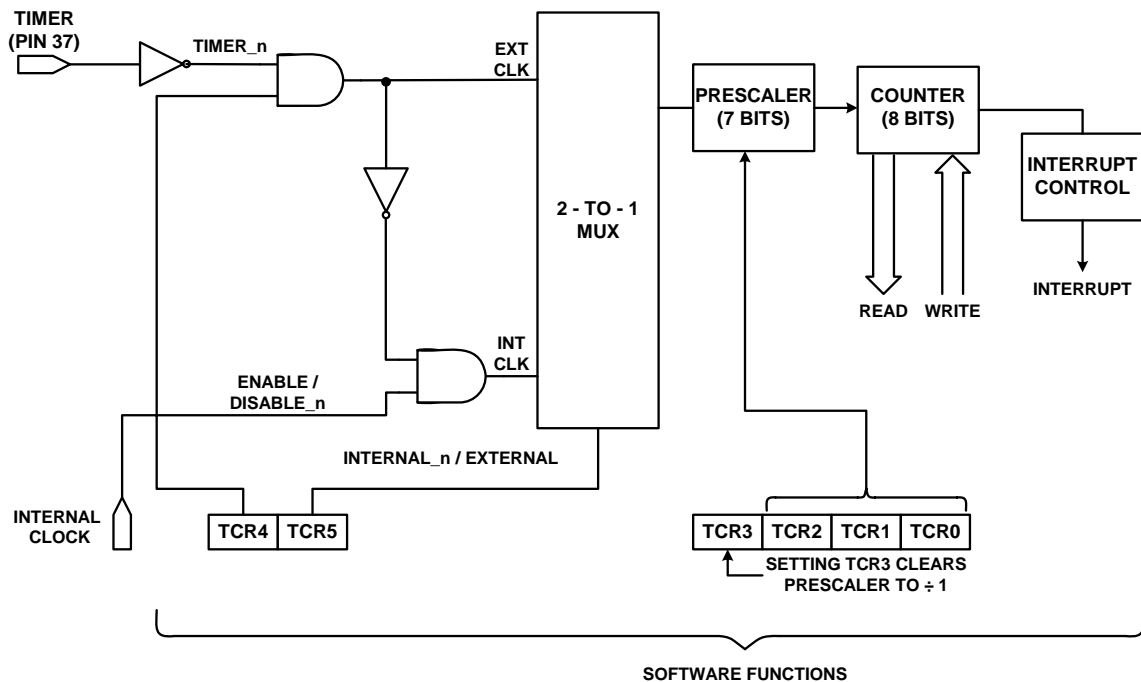 TIMER
(PIN 37)
TIMER_n
EXT
CLK
PRESCALER
(7 BITS)
COUNTER
(8 BITS)
INTERRUPT
CONTROL
2 - TO - 1
MUX
READ
WRITE
INTERRUPT
INT
CLK
ENABLE /
DISABLE_n
INTERNAL_n / EXTERNAL
INTERNAL
CLOCK
TCR4
TCR5
TCR3
TCR2
TCR1
TCR0
SETTING TCR3 CLEARS
PRESCALER TO ÷ 1
SOFTWARE FUNCTIONS